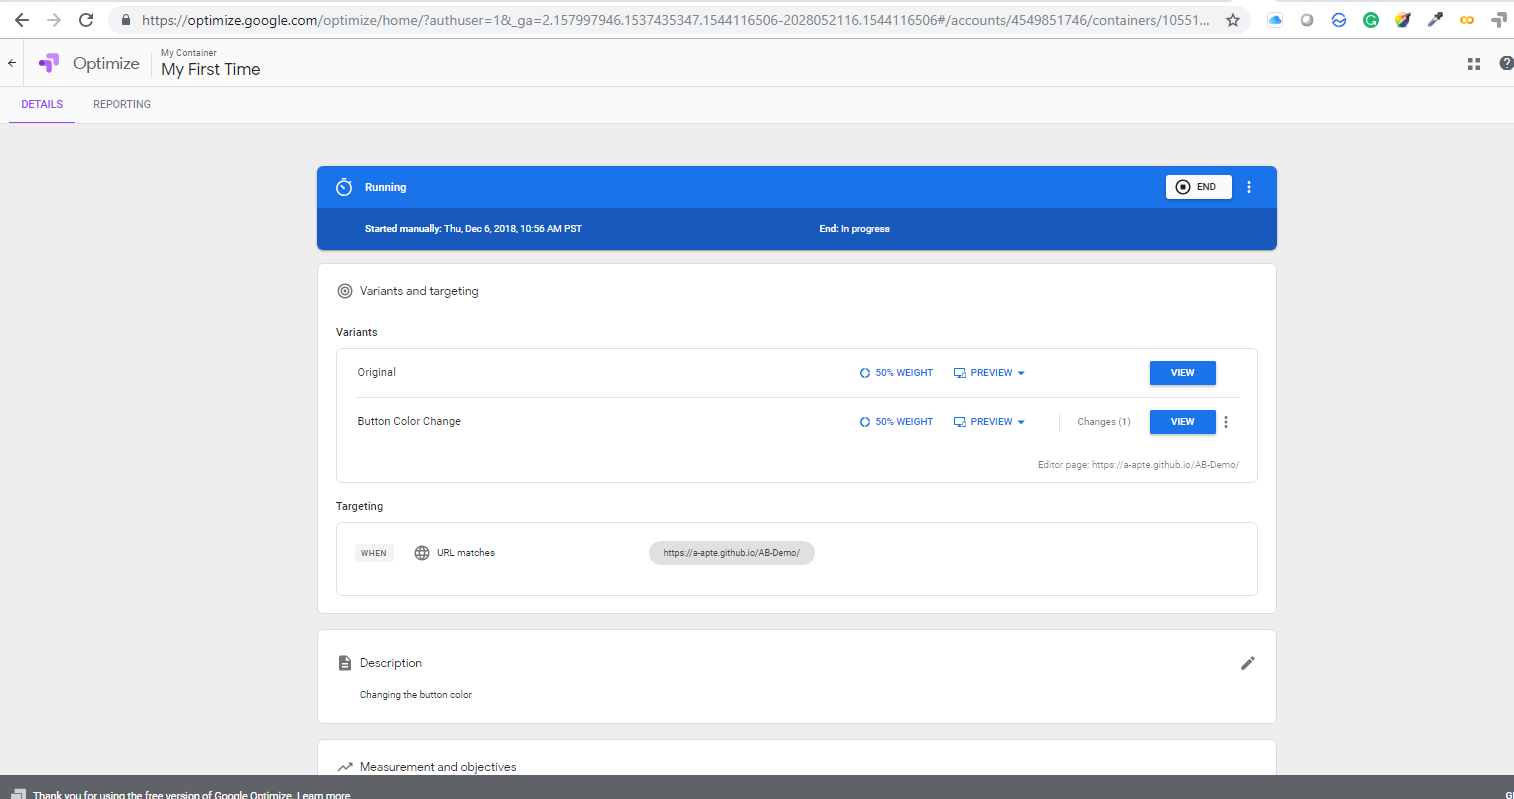 https://optimize.google.com/optimize/home/?authuser=1&_ga=2.157997946.1537435347.1544116506-2028052116.1544116506#/accounts/4549851746/containers/10551...
Optimize
My Container
My First Time
DETAILS REPORTING
Running
END
Started manually: Thu, Dec 6, 2018, 10:56 AM PST End: In progress
Variants and targeting
Variants
Original 50% WEIGHT PREVIEW VIEW
Button Color Change 50% WEIGHT PREVIEW Changes (1) VIEW
Editor page: https://a-apte.github.io/AB-Demo/
Targeting
WHEN URL matches https://a-apte.github.io/AB-Demo/
Description
Changing the button color
Measurement and objectives
Thank you for using the free version of Google Optimize. Learn more